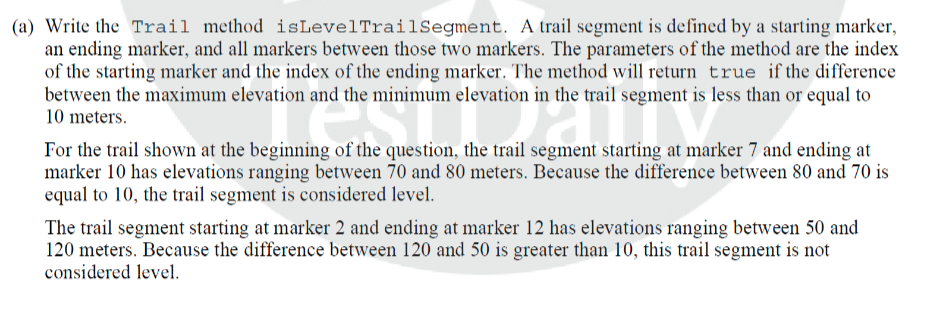 (a) Write the Trail method isLevelTrailSegment. A trail segment is defined by a starting marker,
an ending marker, and all markers between those two markers. The parameters of the method are the index
of the starting marker and the index of the ending marker. The method will return true if the difference
between the maximum elevation and the minimum elevation in the trail segment is less than or equal to
10 meters.
For the trail shown at the beginning of the question, the trail segment starting at marker 7 and ending at
marker 10 has elevations ranging between 70 and 80 meters. Because the difference between 80 and 70 is
equal to 10, the trail segment is considered level.
The trail segment starting at marker 2 and ending at marker 12 has elevations ranging between 50 and
120 meters. Because the difference between 120 and 50 is greater than 10, this trail segment is not
considered level.
TestDaily